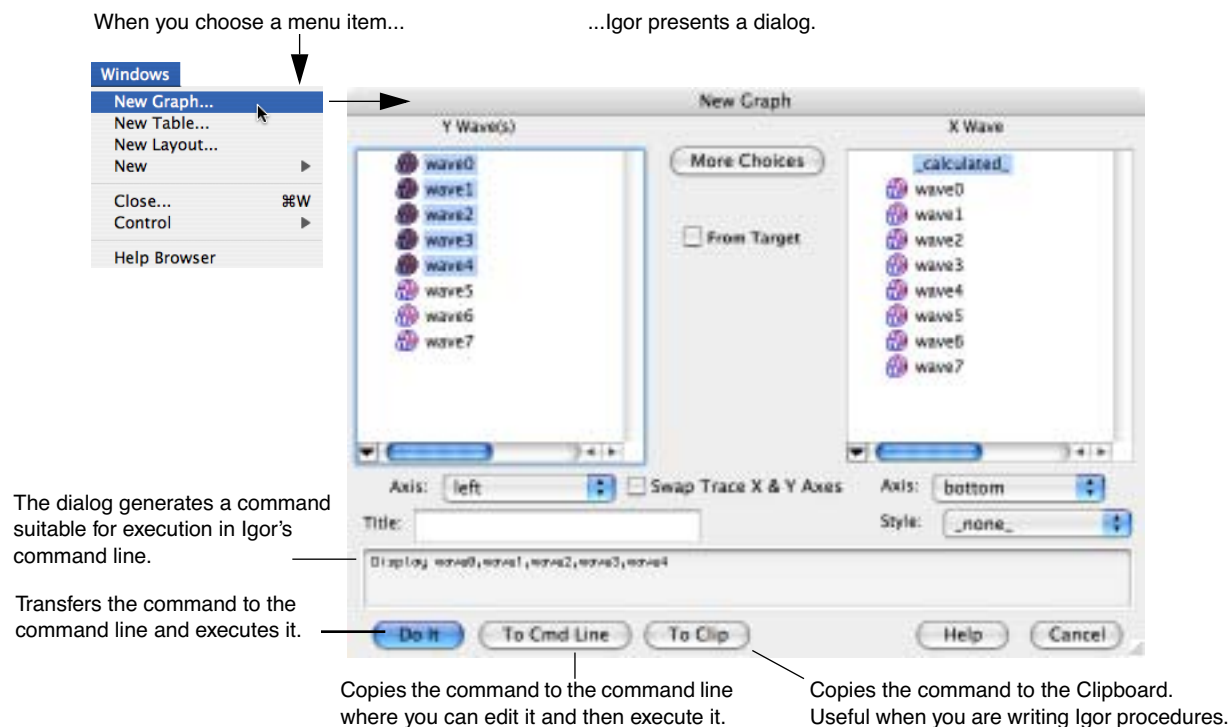 When you choose a menu item...
...Igor presents a dialog.
Windows
New Graph...
New Table...
New Layout...
New
Close... ⌘W
Control
Help Browser
New Graph
Y Wave(s)
X Wave
wave0
wave1
wave2
wave3
wave4
wave5
wave6
wave7
More Choices
From Target
_calculated_
wave0
wave1
wave2
wave3
wave4
wave5
wave6
wave7
Axis: left
Swap Trace X & Y Axes
Axis: bottom
Title:
Style: _none_
The dialog generates a command
suitable for execution in Igor's
command line.
Display wave0,wave1,wave2,wave3,wave4
Transfers the command to the
command line and executes it.
Do It
To Cmd Line
To Clip
Help
Cancel
Copies the command to the command line
where you can edit it and then execute it.
Copies the command to the Clipboard.
Useful when you are writing Igor procedures.